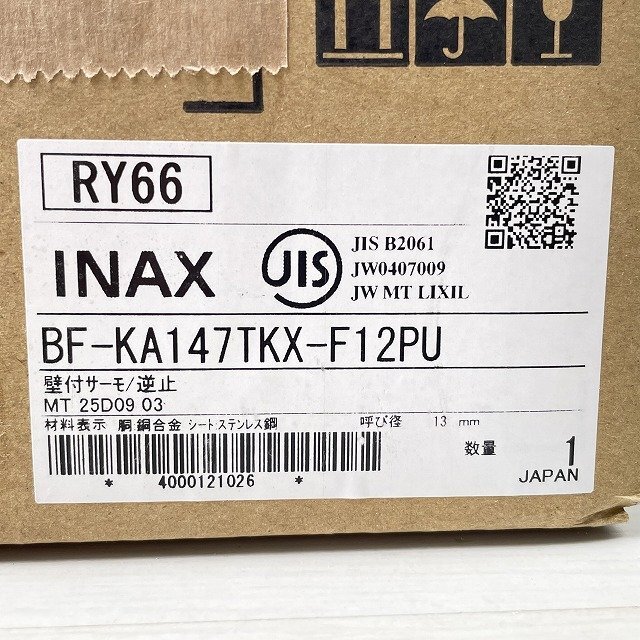 RY66
INAX
JIS
JIS B2061
JW0407009
JW MT LIXIL
BF-KA147TKX-F12PU
壁付サーモ/逆止
MT 25D09 03
材料表示 胴:銅合金 シート:ステンレス鋼 呼び径 13 mm
数量 1
* 4000121026 *
JAPAN